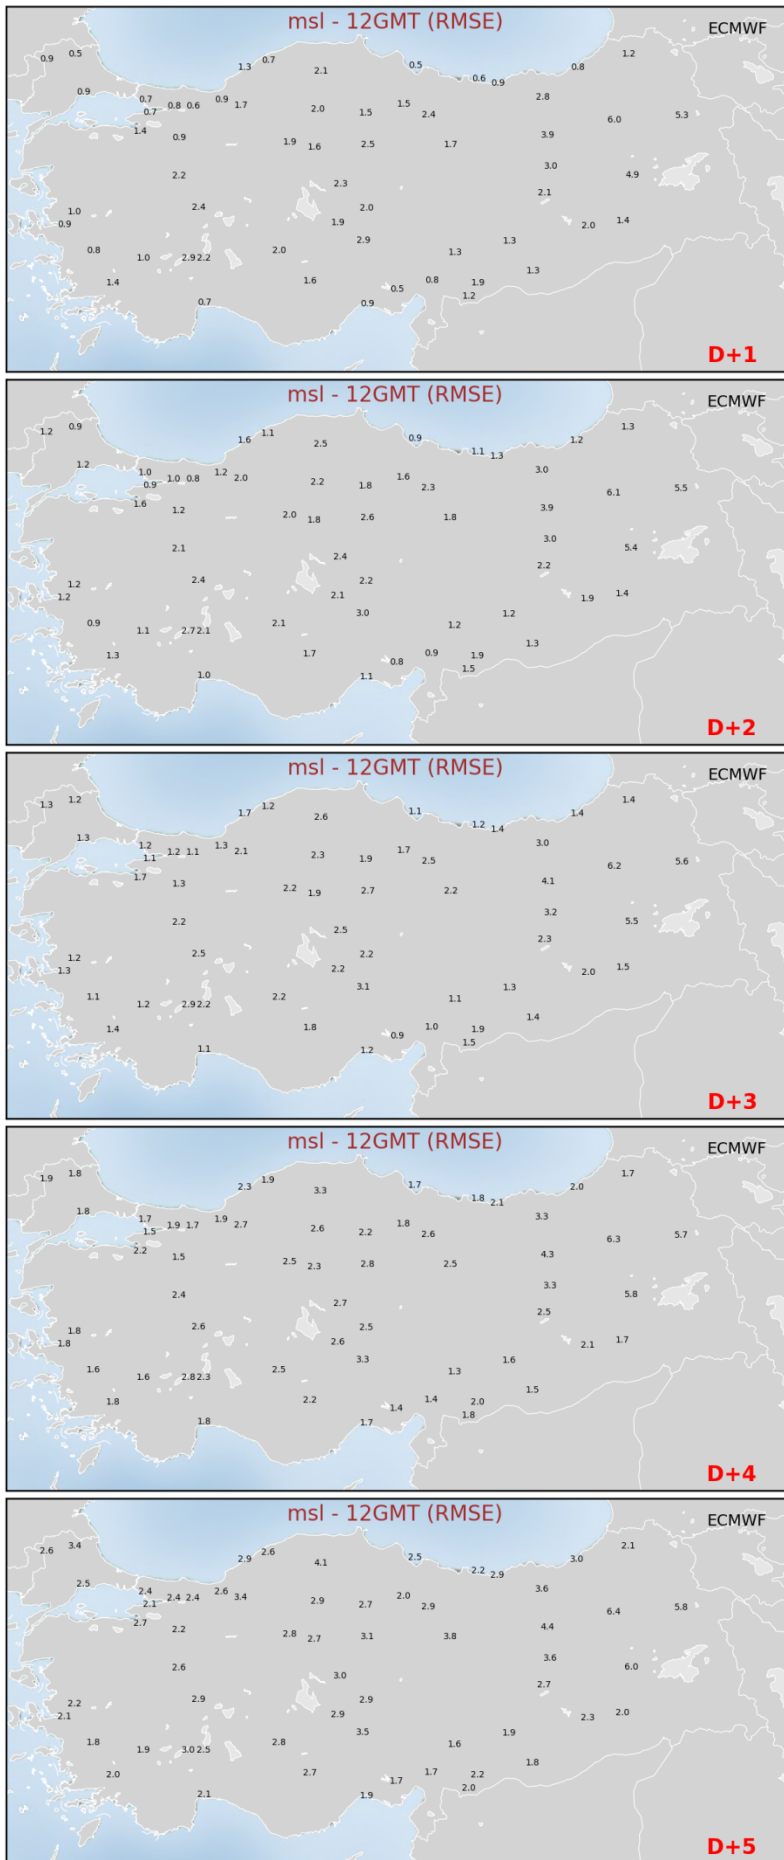 msl - 12GMT (RMSE)
ECMWF
0.9 0.5 1.3 0.7 2.1 0.5 0.6 0.9 0.8 1.2
0.9 0.7 0.7 0.8 0.6 0.9 1.7 2.0 1.5 1.5 2.4 2.8 6.0 5.3
1.4 0.9 1.9 1.6 2.5 1.7 3.9
2.2 2.3 3.0 4.9
1.0 0.9 2.4 1.9 2.0 2.1 2.0 1.4
0.8 1.0 2.9 2.2 2.0 2.9 1.3 1.3
1.4 0.7 1.6 0.9 0.5 0.8 1.9 1.2 1.3
D+1
msl - 12GMT (RMSE)
ECMWF
1.2 0.9 1.6 1.1 2.5 0.9 1.1 1.3 1.2 1.3
1.2 1.0 0.9 1.0 0.8 1.2 2.0 2.2 1.8 1.6 2.3 3.0 6.1 5.5
1.6 1.2 2.0 1.8 2.6 1.8 3.9
2.1 2.4 3.0 5.4
1.2 1.2 2.4 2.1 2.2 2.2 1.9 1.4
0.9 1.1 2.7 2.1 2.1 3.0 1.2 1.2
1.3 1.0 1.7 1.1 0.8 0.9 1.9 1.5 1.3
D+2
msl - 12GMT (RMSE)
ECMWF
1.3 1.2 1.7 1.2 2.6 1.1 1.2 1.4 1.4 1.4
1.3 1.2 1.1 1.2 1.1 1.3 2.1 2.3 1.9 1.7 2.5 3.0 6.2 5.6
1.7 1.3 2.2 1.9 2.7 2.2 4.1
2.2 2.5 3.2 5.5
1.2 1.3 2.5 2.2 2.2 2.3 2.0 1.5
1.1 1.2 2.9 2.2 2.2 3.1 1.1 1.3
1.4 1.1 1.8 1.2 0.9 1.0 1.9 1.5 1.4
D+3
msl - 12GMT (RMSE)
ECMWF
1.9 1.8 2.3 1.9 3.3 1.7 1.8 2.1 2.0 1.7
1.8 1.7 1.5 1.9 1.7 1.9 2.7 2.6 2.2 1.8 2.6 3.3 6.3 5.7
2.2 1.5 2.5 2.3 2.8 2.5 4.3
2.4 2.7 3.3 5.8
1.8 1.8 2.6 2.6 2.5 2.5 2.1 1.7
1.6 1.6 2.8 2.3 2.5 3.3 1.3 1.6
1.8 1.8 2.2 1.7 1.4 1.4 2.0 1.8 1.5
D+4
msl - 12GMT (RMSE)
ECMWF
2.6 3.4 2.9 2.6 4.1 2.5 2.2 2.9 3.0 2.1
2.5 2.4 2.1 2.4 2.4 2.6 3.4 2.9 2.7 2.0 2.9 3.6 6.4 5.8
2.7 2.2 2.8 2.7 3.1 3.8 4.4
2.6 3.0 3.6 6.0
2.2 2.1 2.9 2.9 2.9 2.7 2.3 2.0
1.8 1.9 3.0 2.5 2.8 3.5 1.6 1.9
2.0 2.1 2.7 1.9 1.7 1.7 2.2 2.0 1.8
D+5